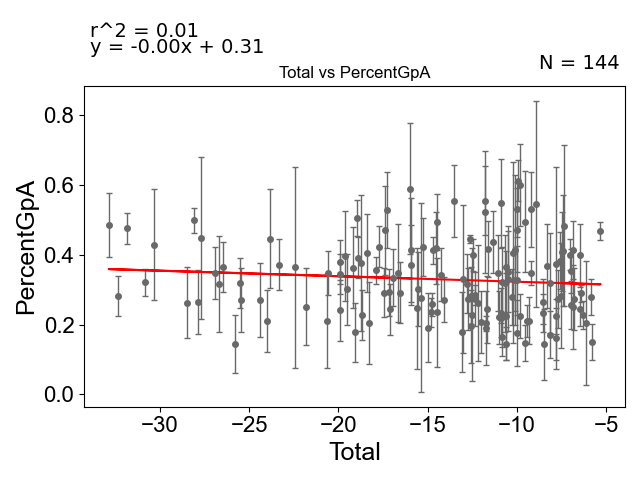 r^2 = 0.01
y = -0.00x + 0.31
N = 144
Total vs PercentGpA
PercentGpA
0.8
0.6
0.4
0.2
0.0
−30
−25
−20
−15
−10
−5
Total